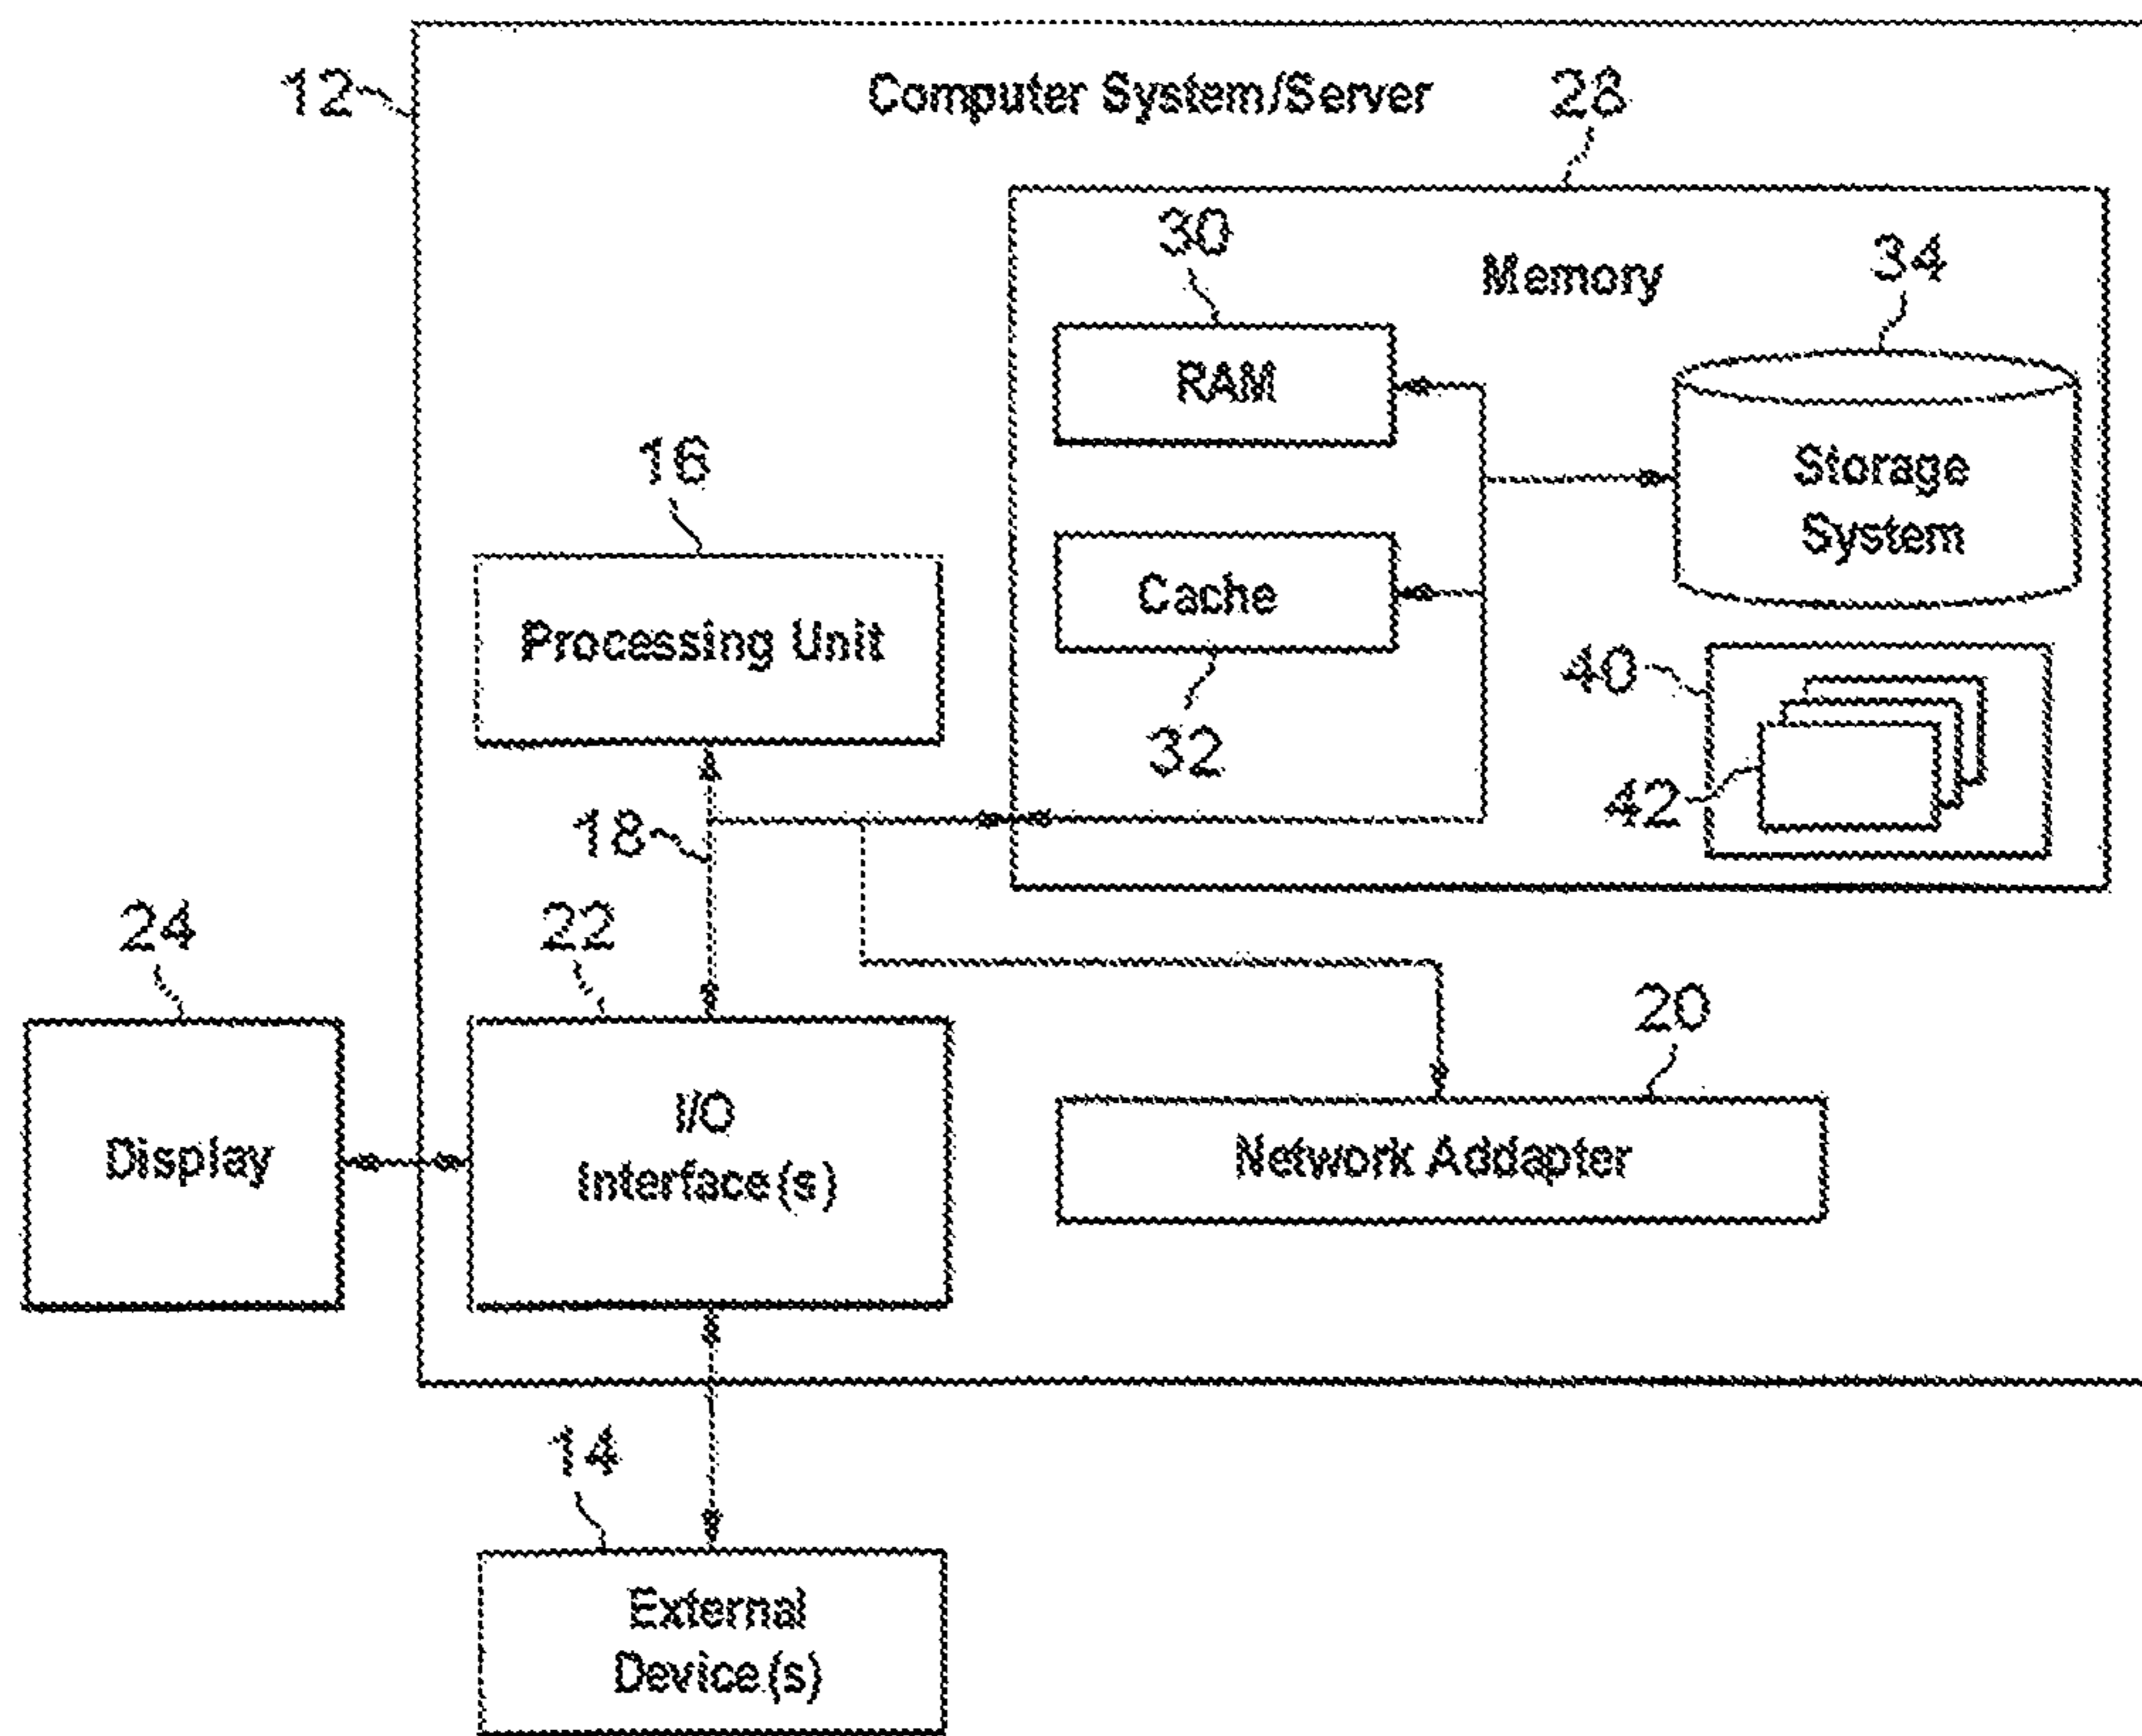 12
Computer System/Server
28
30
Memory
34
RAM
16
Storage
System
Cache
Processing Unit
40
32
42
18
24
22
20
I/O
Interface(s)
Display
Network Addapter
14
External
Device(s)